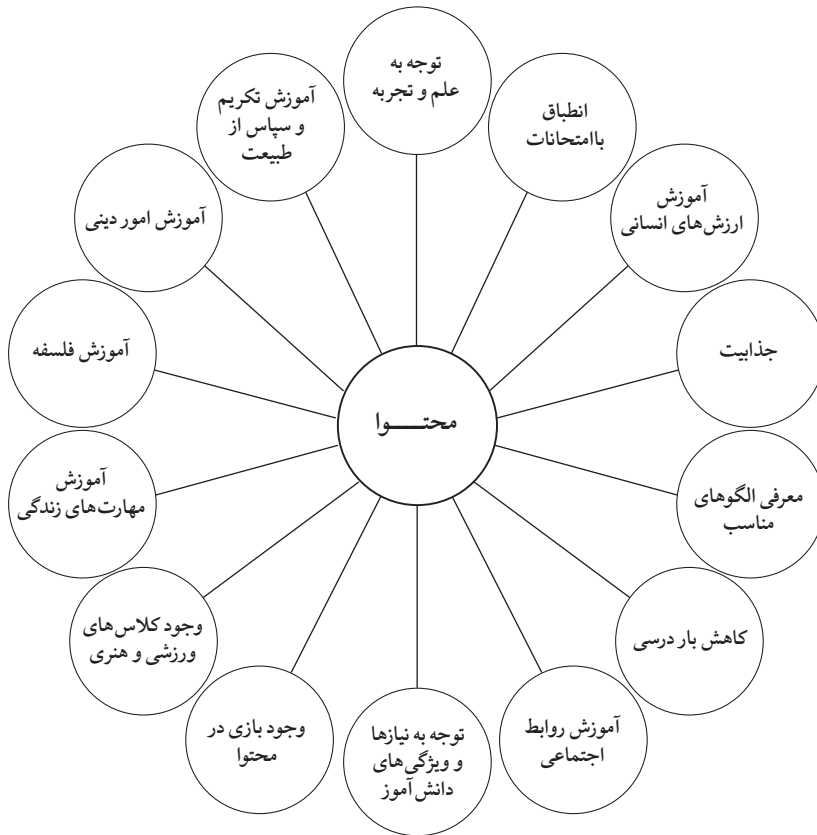 توجه به
علم و تجربه
انطباق
باامتحانات
آموزش
ارزش‌های انسانی
جذابیت
معرفی الگوهای
مناسب
کاهش بار درسی
آموزش روابط
اجتماعی
توجه به نیازها
و ویژگی‌های
دانش‌آموز
وجود بازی در
محتوا
وجود کلاس‌های
ورزشی و هنری
آموزش
مهارت‌های زندگی
آموزش فلسفه
آموزش امور دینی
آموزش تکریم
و سپاس از
طبیعت
محتـــوا